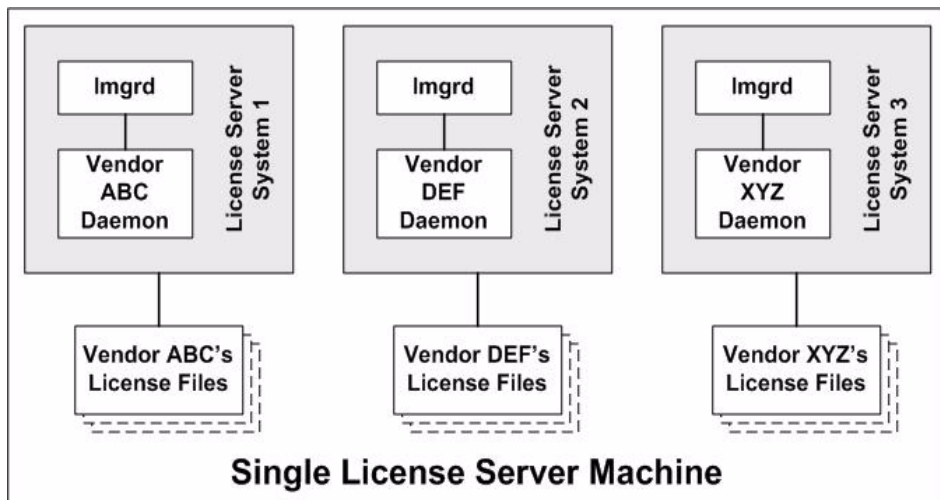 lmgrd
Vendor
ABC
Daemon
License Server
System 1
Vendor ABC's
License Files
lmgrd
Vendor
DEF
Daemon
License Server
System 2
Vendor DEF's
License Files
lmgrd
Vendor
XYZ
Daemon
License Server
System 3
Vendor XYZ's
License Files
Single License Server Machine